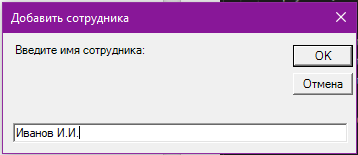 Добавить сотрудника
Введите имя сотрудника:
OK
Отмена
Иванов И.И.